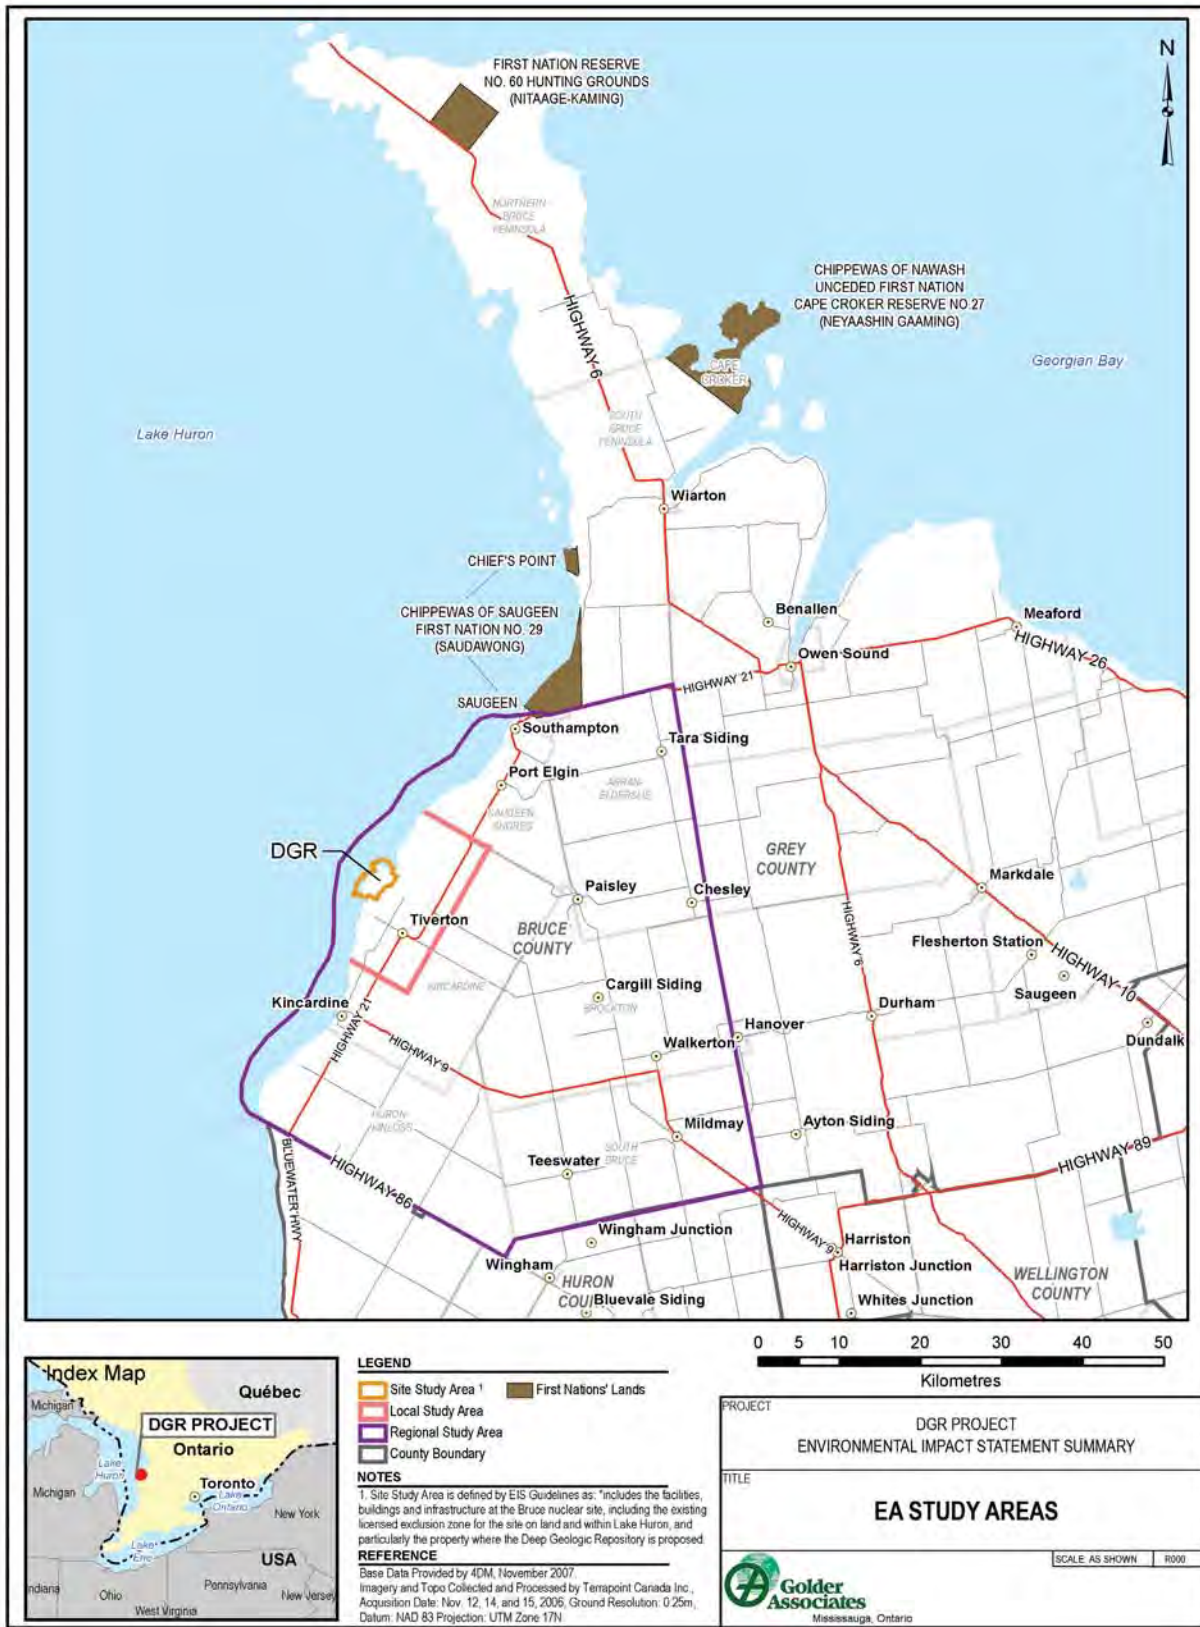 N
FIRST NATION RESERVE
NO. 60 HUNTING GROUNDS
(NITAAGE-KAMING)
NORTHERN
BRUCE
PENINSULA
CHIPPEWAS OF NAWASH
UNCEDED FIRST NATION
CAPE CROKER RESERVE NO.27
(NEYAASHIN GAAMING)
HIGHWAY 6
CAPE
CROKER
Georgian Bay
Lake Huron
SOUTH
BRUCE
PENINSULA
Wiarton
CHIEF'S POINT
CHIPPEWAS OF SAUGEEN
FIRST NATION NO. 29
(SAUDAWONG)
Benallen
Meaford
HIGHWAY 26
Owen Sound
HIGHWAY 21
SAUGEEN
Southampton
Tara Siding
Port Elgin
ARRAN-
ELDERSLIE
SAUGEEN
SHORES
DGR
GREY
COUNTY
Paisley
Chesley
Markdale
Tiverton
BRUCE
COUNTY
HIGHWAY 6
Flesherton Station
HIGHWAY 10
Cargill Siding
KINCARDINE
BROCKTON
Saugeen
Kincardine
HIGHWAY 21
Durham
Dundalk
Hanover
Walkerton
HIGHWAY 9
HURON-
KINLOSS
Mildmay
Ayton Siding
SOUTH
BRUCE
HIGHWAY 89
BLUEWATER HWY
HIGHWAY 86
Teeswater
HIGHWAY 9
Wingham Junction
Harriston
Wingham
Harriston Junction
HURON
COU
WELLINGTON
COUNTY
Bluevale Siding
Whites Junction
0 5 10 20 30 40 50
Kilometres
Index Map
Michigan
Québec
DGR PROJECT
Ontario
Lake
Huron
Toronto
Lake
Ontario
Michigan
New York
Lake
Erie
USA
Indiana
Ohio
Pennsylvania
New Jersey
West Virginia
LEGEND
Site Study Area ¹
First Nations' Lands
Local Study Area
Regional Study Area
County Boundary
NOTES
1. Site Study Area is defined by EIS Guidelines as: "includes the facilities,
buildings and infrastructure at the Bruce nuclear site, including the existing
licensed exclusion zone for the site on land and within Lake Huron, and
particularly the property where the Deep Geologic Repository is proposed.
REFERENCE
Base Data Provided by 4DM, November 2007.
Imagery and Topo Collected and Processed by Terrapoint Canada Inc.,
Acquisition Date: Nov. 12, 14, and 15, 2006, Ground Resolution: 0.25m,
Datum: NAD 83 Projection: UTM Zone 17N
PROJECT
DGR PROJECT
ENVIRONMENTAL IMPACT STATEMENT SUMMARY
TITLE
EA STUDY AREAS
SCALE AS SHOWN
R000
Golder
Associates
Mississauga, Ontario